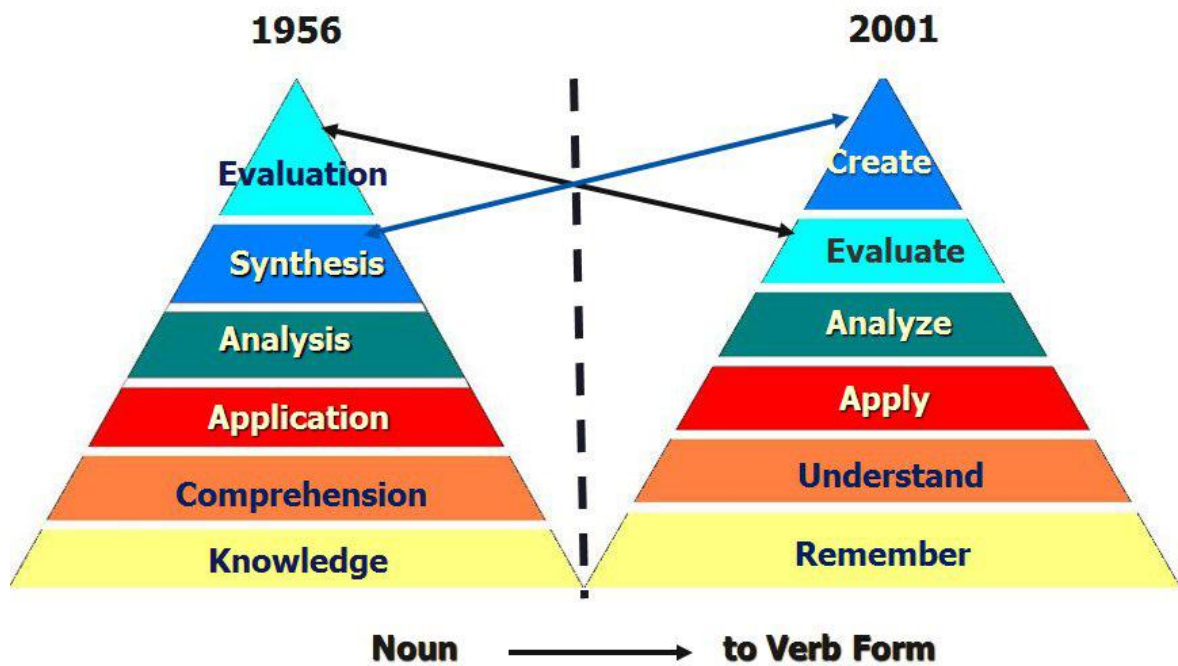 1956
Evaluation
Synthesis
Analysis
Application
Comprehension
Knowledge
2001
Create
Evaluate
Analyze
Apply
Understand
Remember
Noun to Verb Form